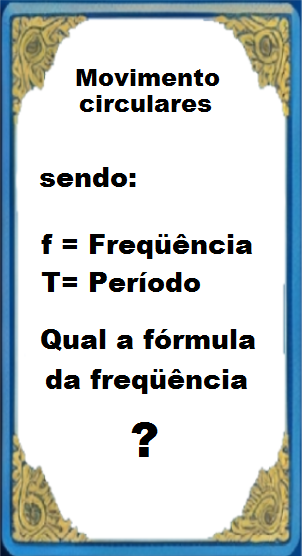 Movimento
circulares
sendo:
f = Freqüência
T= Período
Qual a fórmula
da freqüência
?